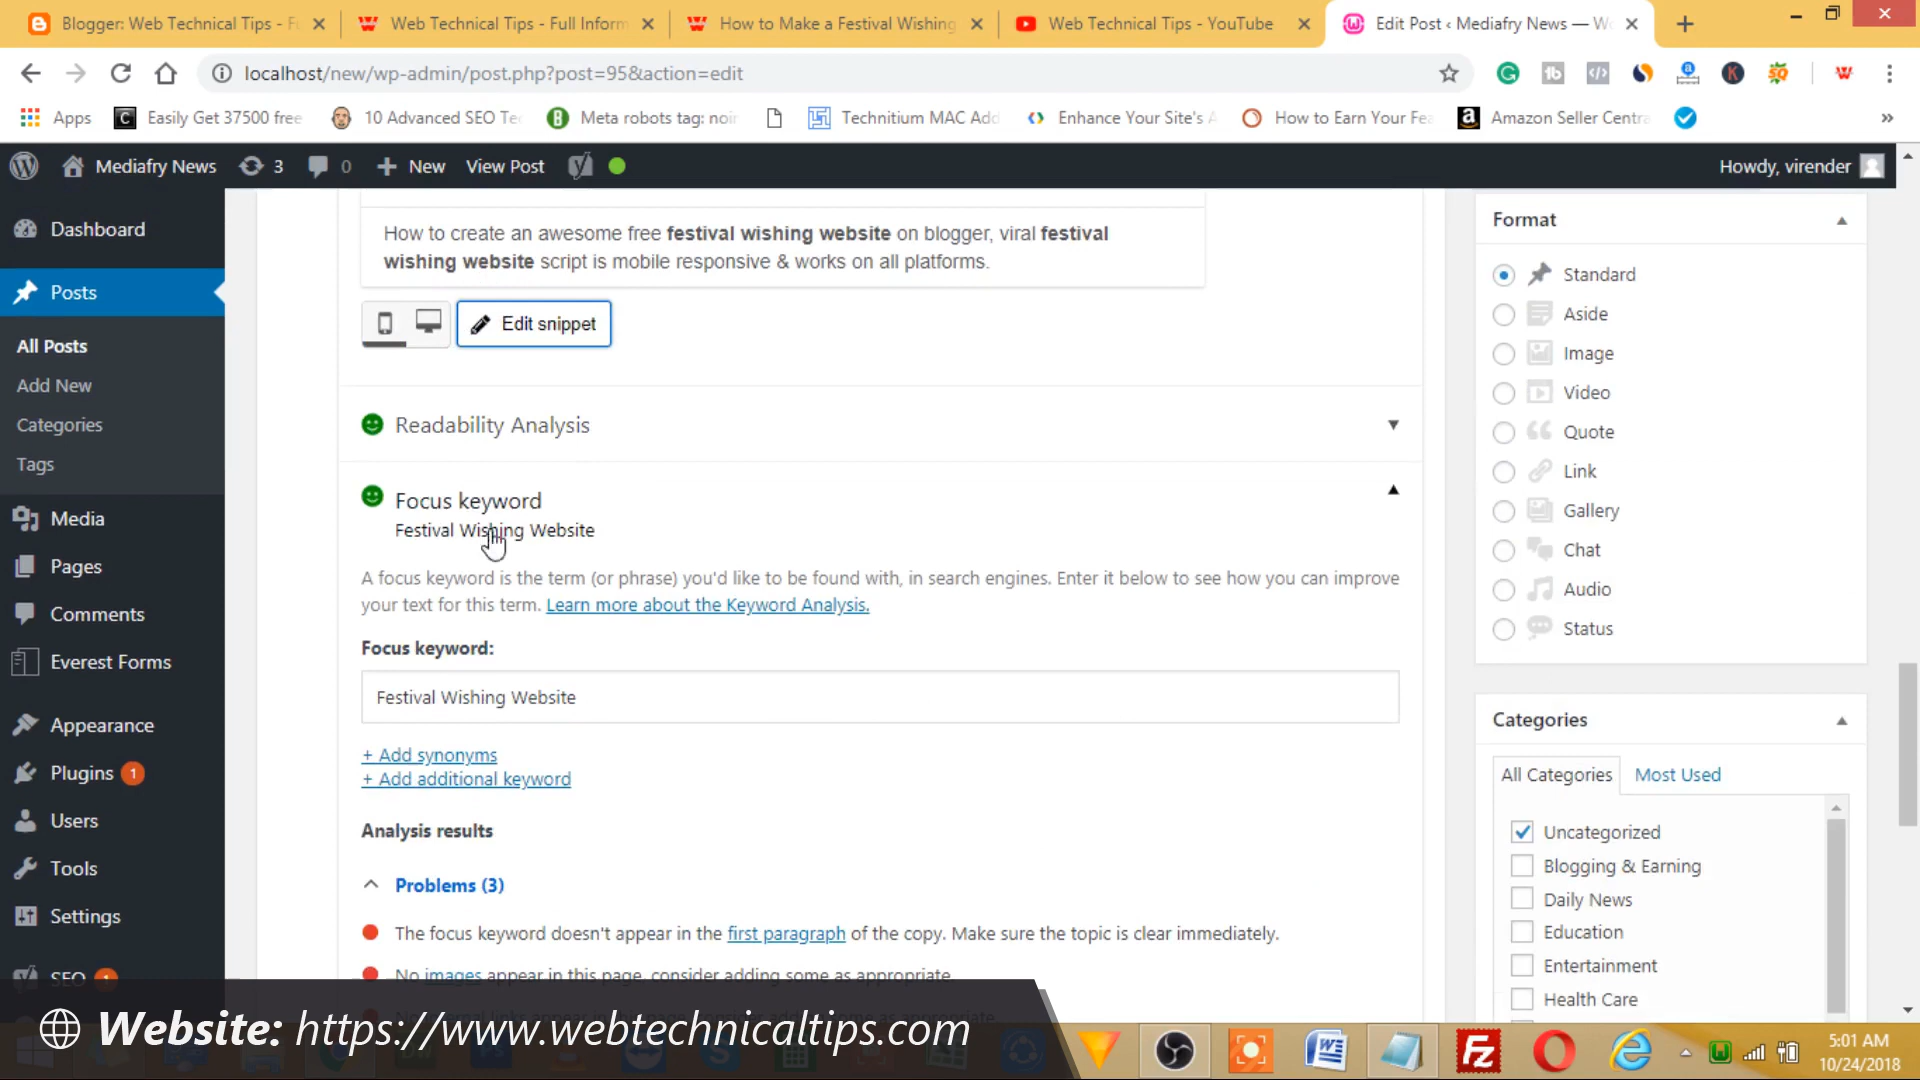 Blogger: Web Technical Tips - F
Web Technical Tips - Full Inform
How to Make a Festival Wishing
Web Technical Tips - YouTube
Edit Post ‹ Mediafry News — Wo
localhost/new/wp-admin/post.php?post=95&action=edit
Apps
Easily Get 37500 free
10 Advanced SEO Te
Meta robots tag: noin
Technitium MAC Add
Enhance Your Site's A
How to Earn Your Fea
Amazon Seller Centra
»
Mediafry News
3
0
New
View Post
Howdy, virender
Dashboard
Posts
All Posts
Add New
Categories
Tags
Media
Pages
Comments
Everest Forms
Appearance
Plugins 1
Users
Tools
Settings
SEO 1
How to create an awesome free festival wishing website on blogger, viral festival
wishing website script is mobile responsive & works on all platforms.
Edit snippet
Readability Analysis
Focus keyword
Festival Wishing Website
A focus keyword is the term (or phrase) you'd like to be found with, in search engines. Enter it below to see how you can improve
your text for this term. Learn more about the Keyword Analysis.
Focus keyword:
Festival Wishing Website
+ Add synonyms
+ Add additional keyword
Analysis results
Problems (3)
The focus keyword doesn't appear in the first paragraph of the copy. Make sure the topic is clear immediately.
No images appear in this page, consider adding some as appropriate.
Format
Standard
Aside
Image
Video
Quote
Link
Gallery
Chat
Audio
Status
Categories
All Categories
Most Used
Uncategorized
Blogging & Earning
Daily News
Education
Entertainment
Health Care
Website: https://www.webtechnicaltips.com
5:01 AM
10/24/2018